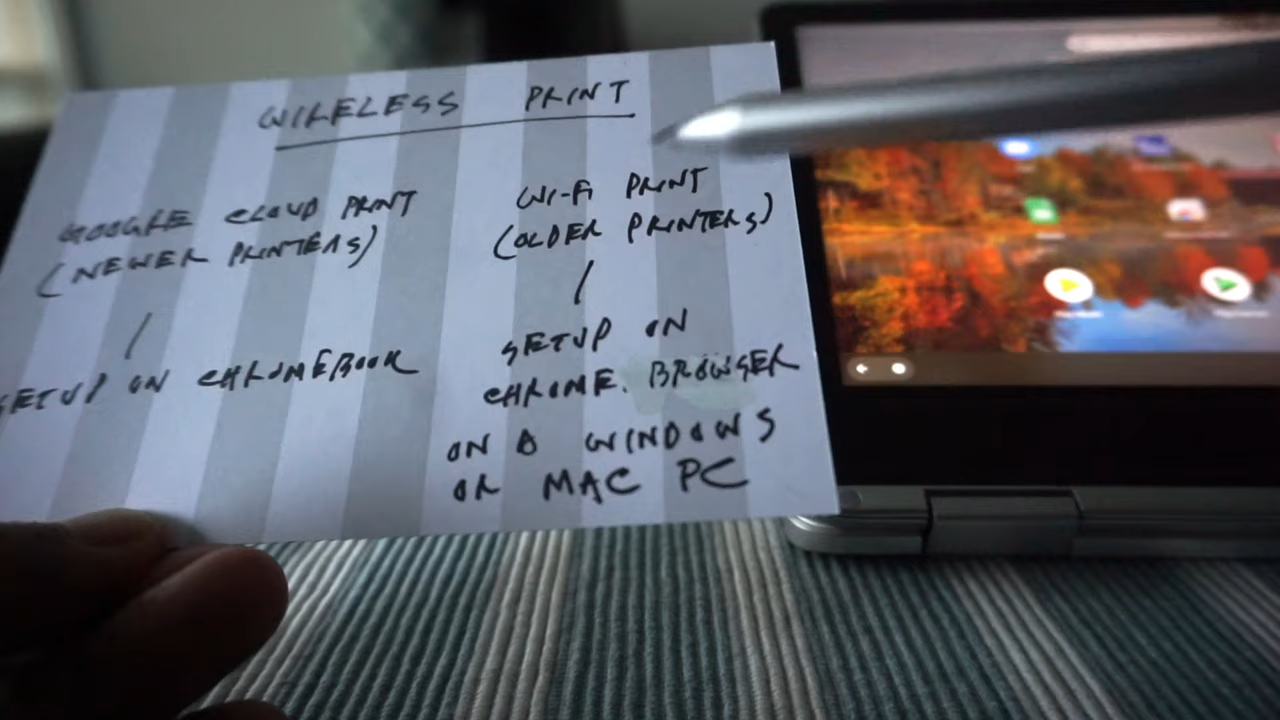 WIRELESS PRINT
GOOGLE CLOUD PRINT
(NEWER PRINTERS)
SETUP ON CHROMEBOOK
WI-FI PRINT
(OLDER PRINTERS)
SETUP ON
CHROME BROWSER
ON A WINDOWS
OR MAC PC